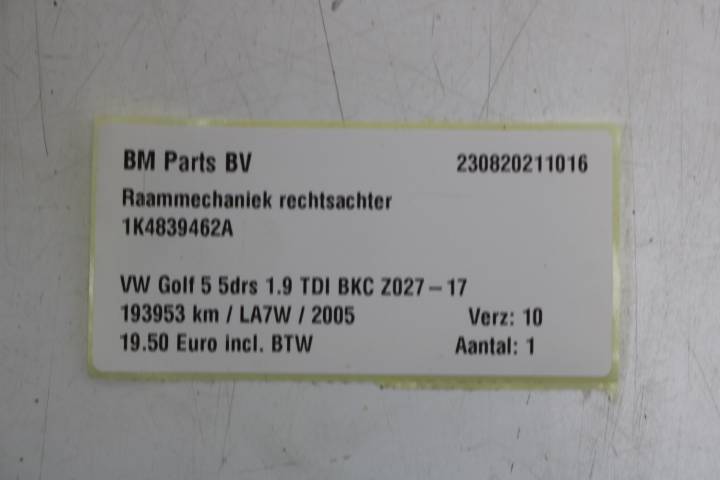 BM Parts BV 230820211016
Raammechaniek rechtsachter
1K4839462A
VW Golf 5 5drs 1.9 TDI BKC Z027-17
193953 km / LA7W / 2005 Verz: 10
19.50 Euro incl. BTW Aantal: 1